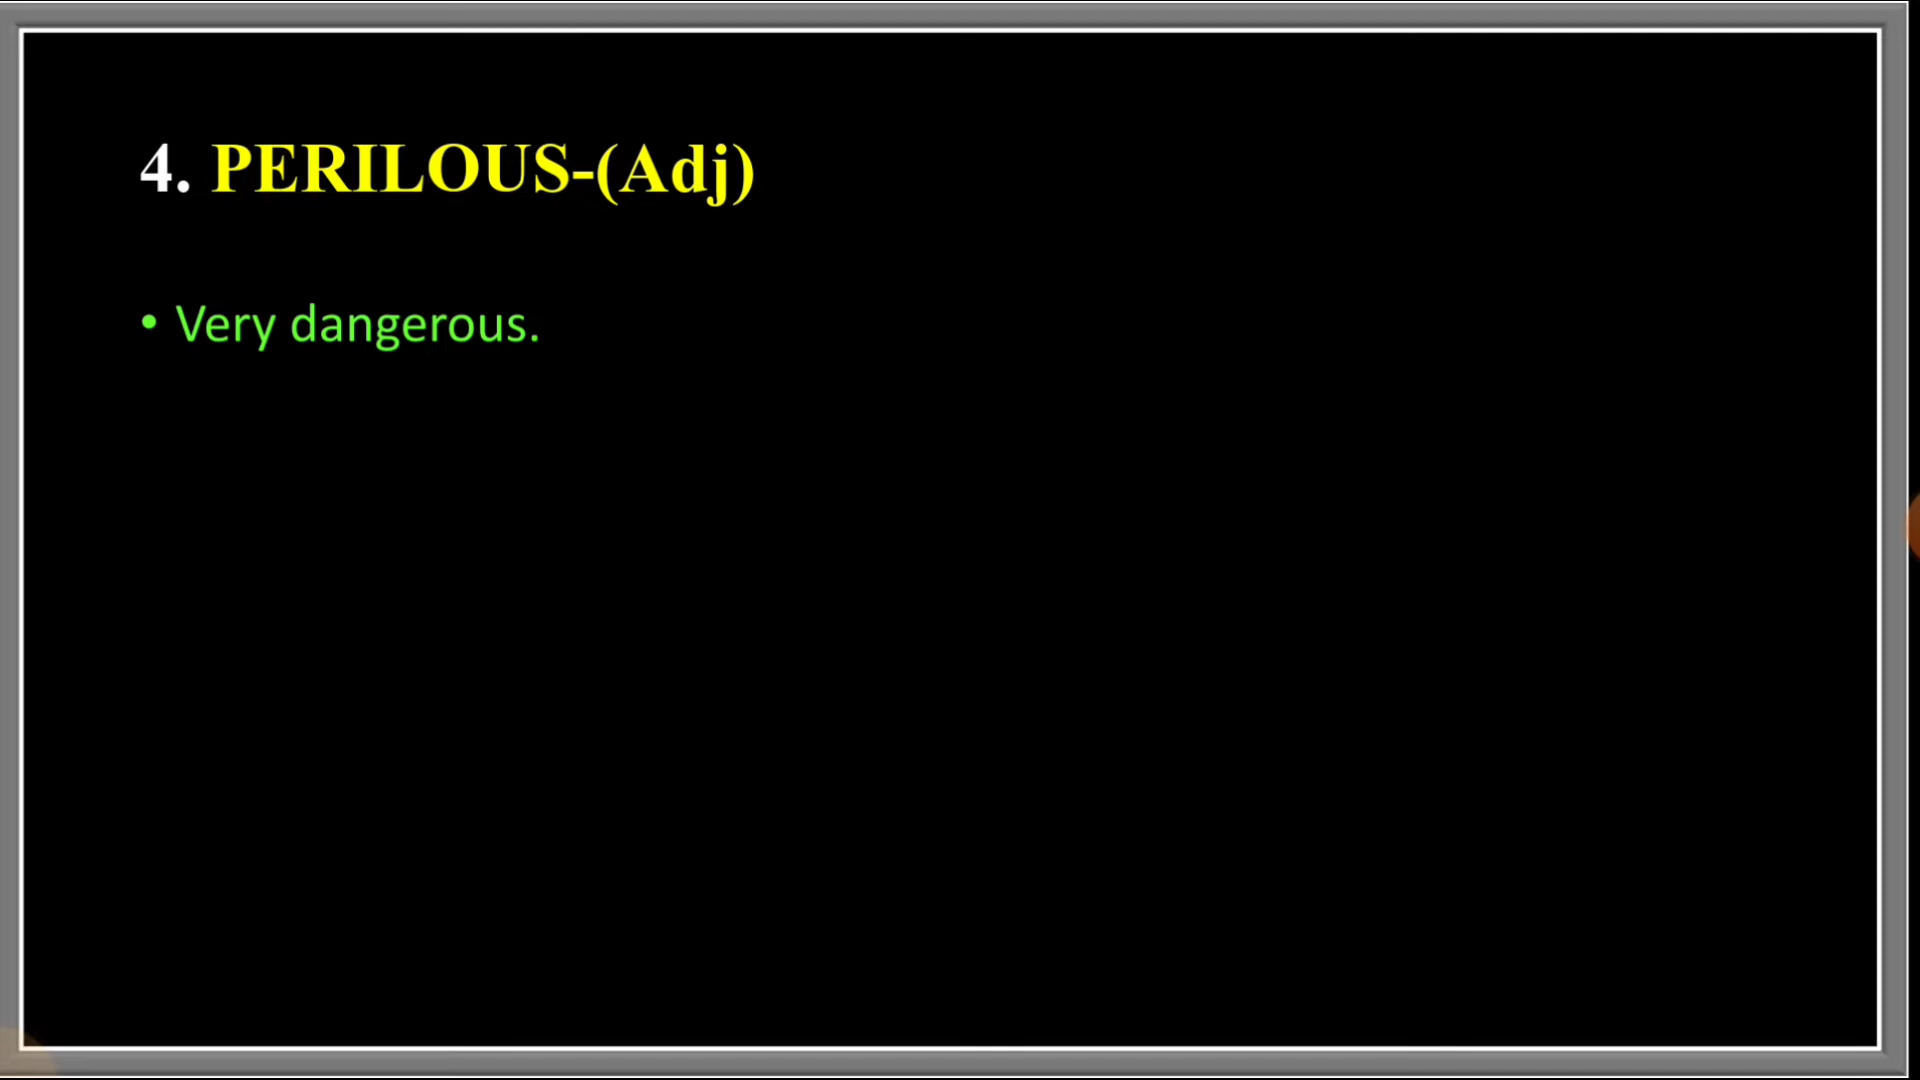 4. PERILOUS-(Adj)
• Very dangerous.